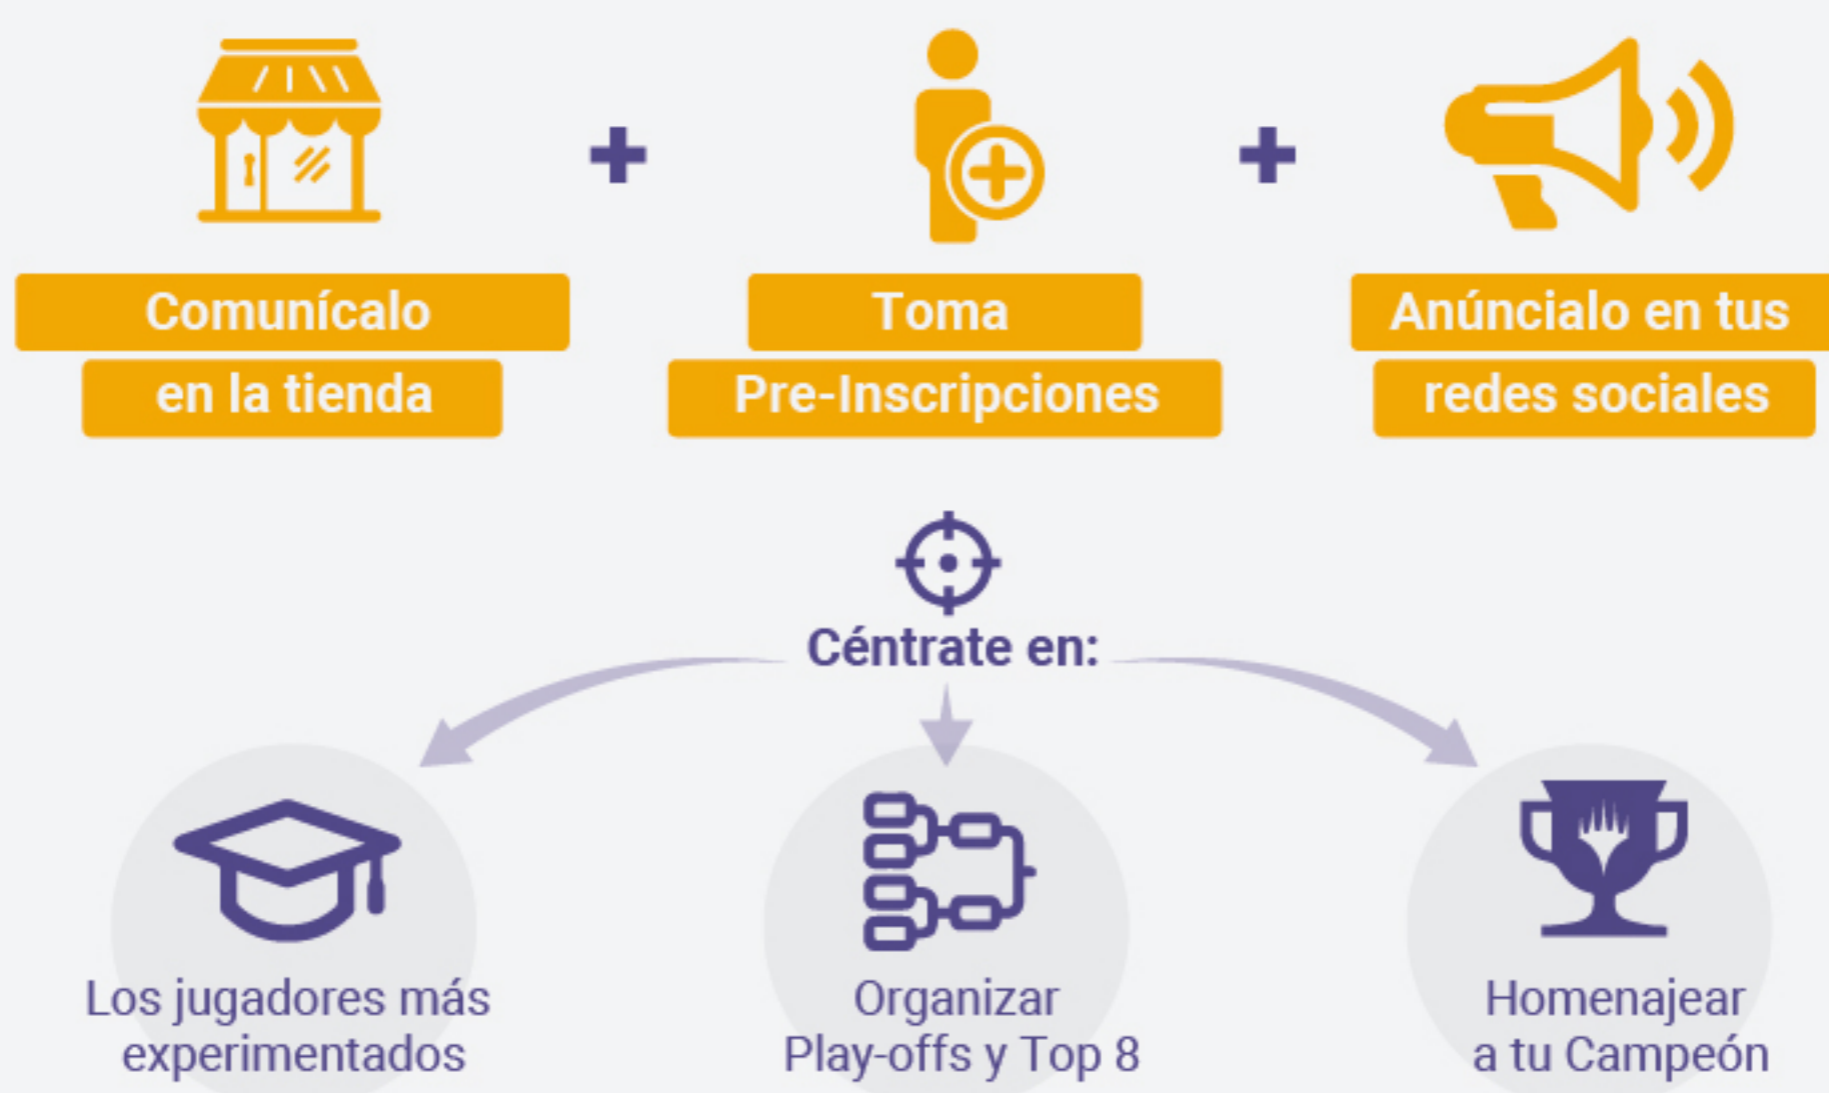 Comunícalo
en la tienda
Toma
Pre-Inscripciones
Anúncialo en tus
redes sociales
Céntrate en:
Los jugadores más
experimentados
Organizar
Play-offs y Top 8
Homenajear
a tu Campeón